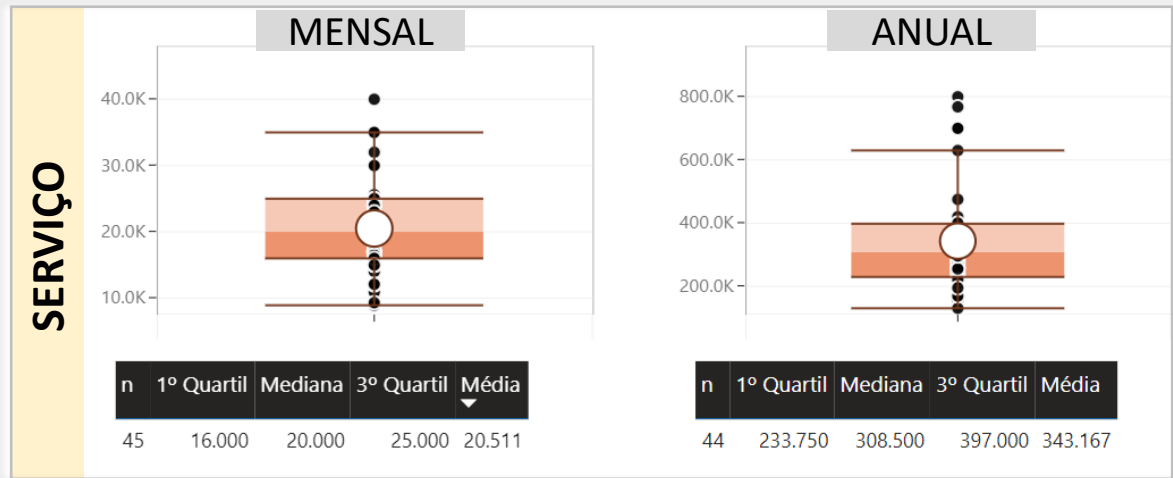 SERVIÇO
MENSAL
40.0K
30.0K
20.0K
10.0K
n 1º Quartil Mediana 3º Quartil Média
45 16.000 20.000 25.000 20.511
ANUAL
800.0K
600.0K
400.0K
200.0K
n 1º Quartil Mediana 3º Quartil Média
44 233.750 308.500 397.000 343.167